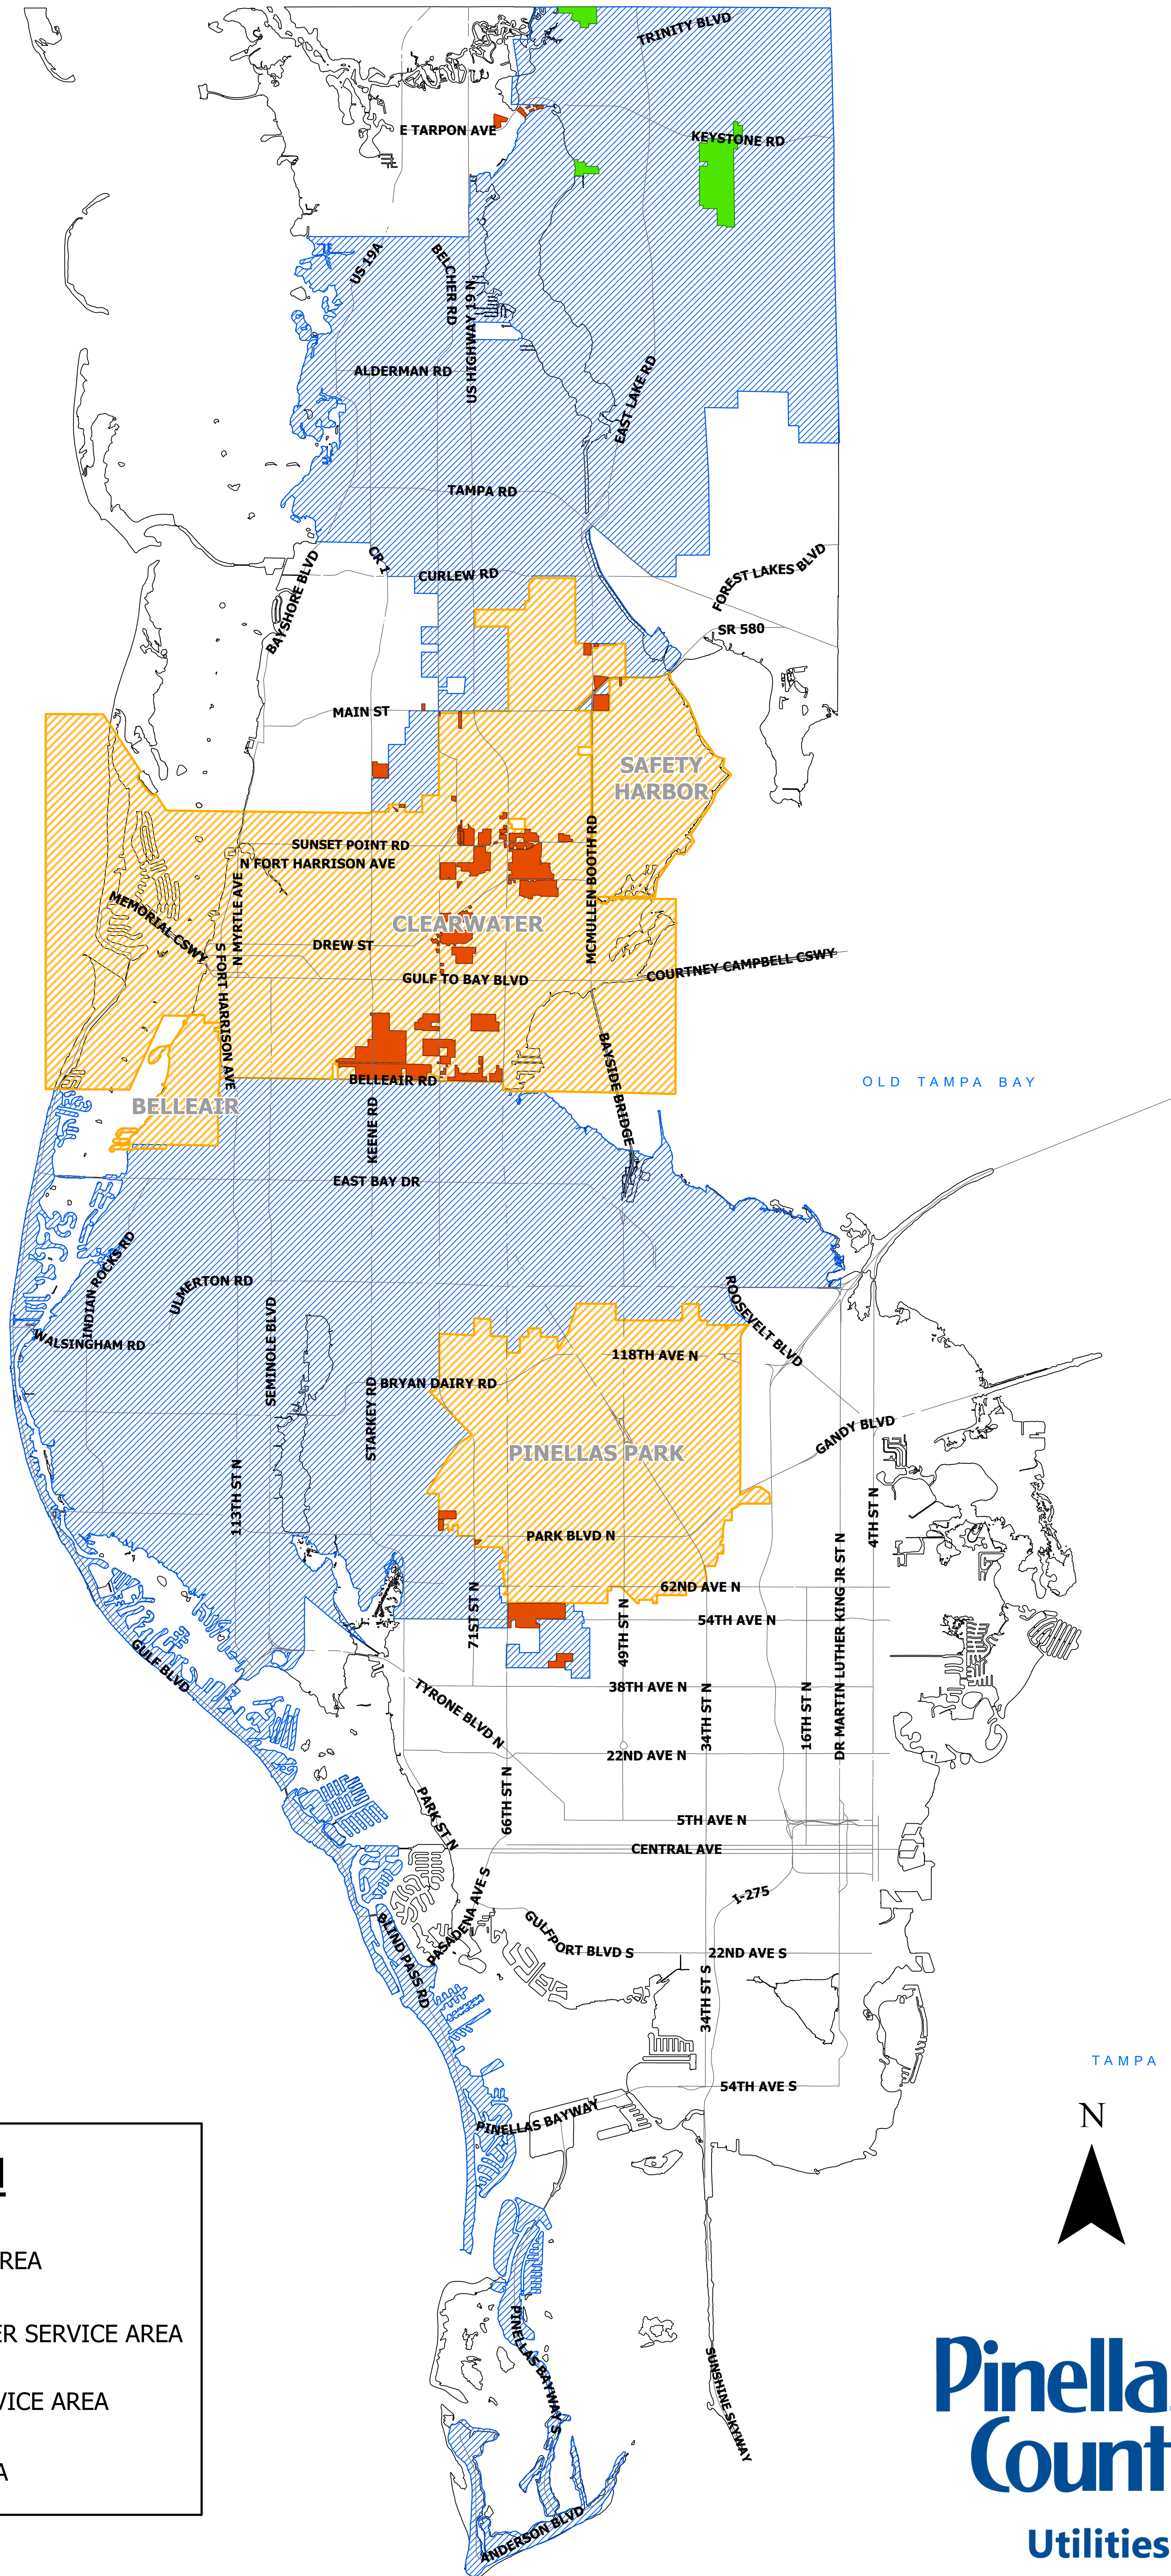 TRINITY BLVD
E TARPON AVE
KEYSTONE RD
US 19A
BELCHER RD
US HIGHWAY 19 N
ALDERMAN RD
EAST LAKE RD
TAMPA RD
CR 1
CURLEW RD
BAYSHORE BLVD
FOREST LAKES BLVD
SR 580
MAIN ST
SAFETY
HARBOR
SUNSET POINT RD
N FORT HARRISON AVE
MCMULLEN BOOTH RD
N MYRTLE AVE
MEMORIAL CSWY
CLEARWATER
DREW ST
S FORT HARRISON AVE
GULF TO BAY BLVD
COURTNEY CAMPBELL CSWY
BAYSIDE BRIDGE
BELLEAIR RD
OLD TAMPA BAY
BELLEAIR
KEENE RD
EAST BAY DR
INDIAN ROCKS RD
ULMERTON RD
ROOSEVELT BLVD
WALSINGHAM RD
SEMINOLE BLVD
118TH AVE N
BRYAN DAIRY RD
STARKEY RD
GANDY BLVD
PINELLAS PARK
113TH ST N
4TH ST N
PARK BLVD N
DR MARTIN LUTHER KING JR ST N
62ND AVE N
71ST ST N
49TH ST N
54TH AVE N
GULF BLVD
TYRONE BLVD N
38TH AVE N
34TH ST N
16TH ST N
22ND AVE N
66TH ST N
PARK ST N
5TH AVE N
CENTRAL AVE
I-275
PASADENA AVE S
BLIND PASS RD
GULFPORT BLVD S
22ND AVE S
34TH ST S
TAMPA
54TH AVE S
PINELLAS BAYWAY
N
REA
ER SERVICE AREA
VICE AREA
A
PINELLAS BAYWAY S
SUNSHINE SKYWAY
ANDERSON BLVD
Pinella
Count
Utilities